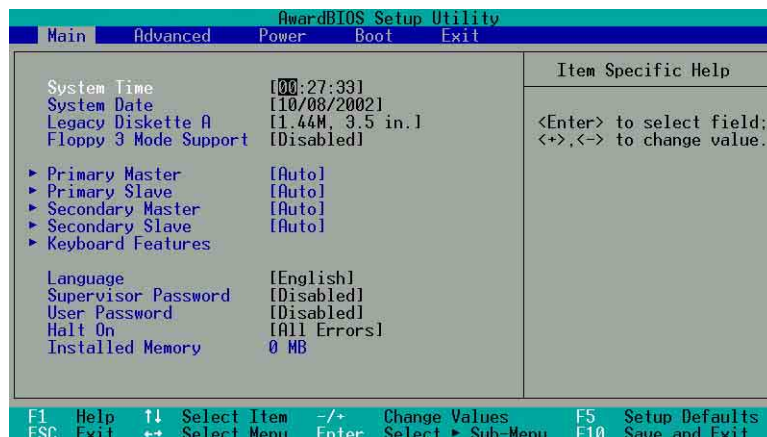 AwardBIOS Setup Utility
Main Advanced Power Boot Exit
Item Specific Help
System Time [00:27:33]
System Date [10/08/2002]
Legacy Diskette A [1.44M, 3.5 in.]
Floppy 3 Mode Support [Disabled]
<Enter> to select field;
<+>,<-> to change value.
▶ Primary Master [Auto]
▶ Primary Slave [Auto]
▶ Secondary Master [Auto]
▶ Secondary Slave [Auto]
▶ Keyboard Features
Language [English]
Supervisor Password [Disabled]
User Password [Disabled]
Halt On [All Errors]
Installed Memory 0 MB
F1 Help ↑↓ Select Item -/+ Change Values F5 Setup Defaults
ESC Exit ↔ Select Menu Enter Select ▶ Sub-Menu F10 Save and Exit